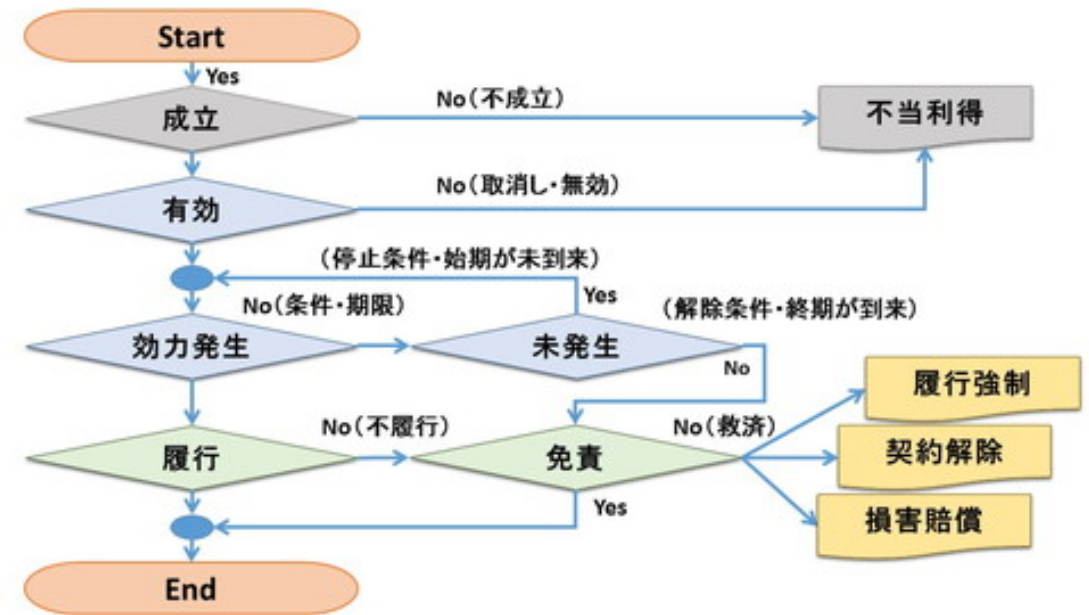 Start
Yes
成立
No(不成立)
不当利得
有効
No(取消し・無効)
(停止条件・始期が未到来)
Yes
No(条件・期限)
(解除条件・終期が到来)
効力発生
未発生
No
履行強制
履行
No(不履行)
免責
No(救済)
契約解除
Yes
損害賠償
End